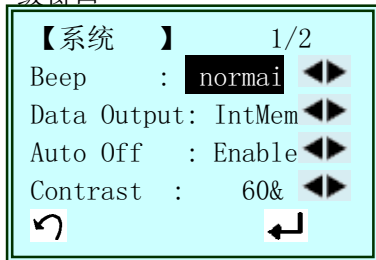 【系统 】 1/2
Beep : normai
Data Output: IntMem
Auto Off : Enable
Contrast : 60&